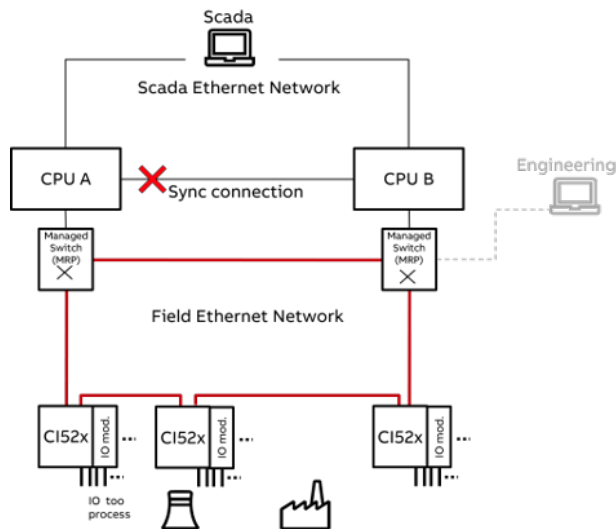 Scada
Scada Ethernet Network
CPU A
CPU B
Sync connection
Engineering
Managed
Switch
(MRP)
Managed
Switch
(MRP)
Field Ethernet Network
CI52x
IO mod.
CI52x
IO mod.
CI52x
IO mod.
IO too
process